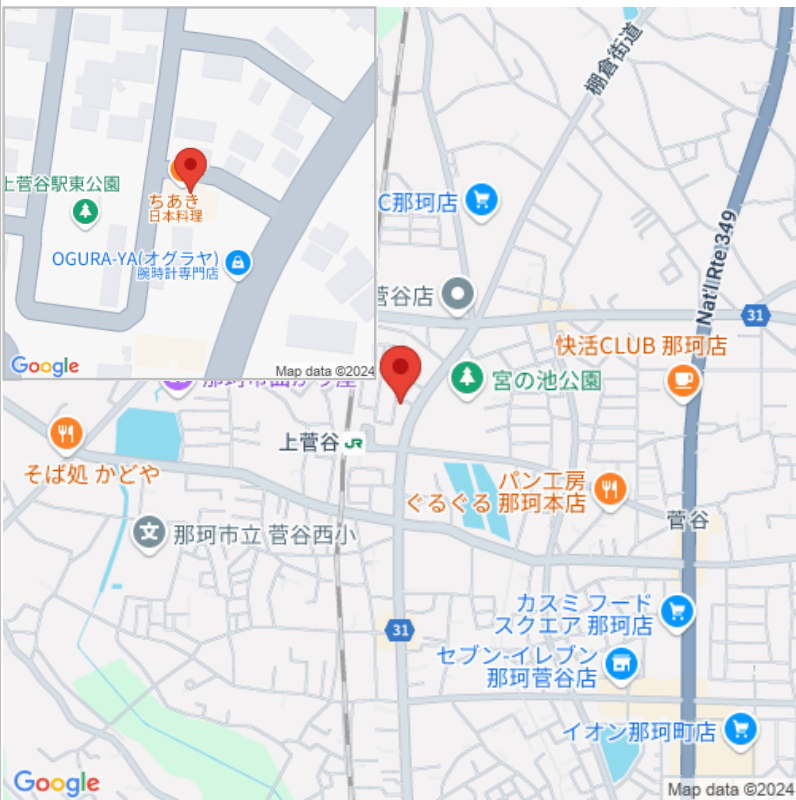 上菅谷駅東公園
ちあき
日本料理
OGURA-YA(オグラヤ)
腕時計専門店
Google
Map data ©2024
棚倉街道
C那珂店
Nat'l Rte 349
菅谷店
31
快活CLUB 那珂店
宮の池公園
上菅谷
JR
そば処 かどや
パン工房
ぐるぐる 那珂本店
菅谷
文
那珂市立 菅谷西小
カスミ フード
スクエア 那珂店
31
セブン-イレブン
那珂菅谷店
イオン那珂町店
Google
Map data ©2024